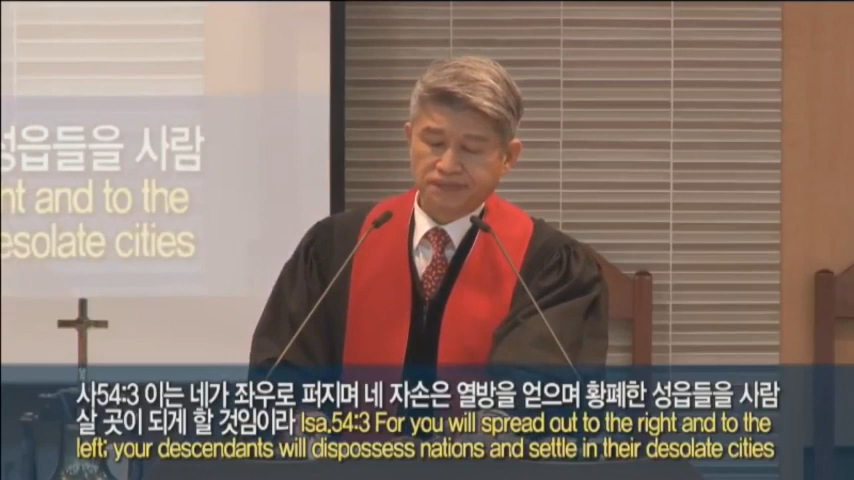 성읍들을 사람
nt and to the
desolate cities
사54:3 이는 네가 좌우로 퍼지며 네 자손은 열방을 얻으며 황폐한 성읍들을 사람
살 곳이 되게 할 것임이라 Isa.54:3 For you will spread out to the right and to the
left; your descendants will dispossess nations and settle in their desolate cities